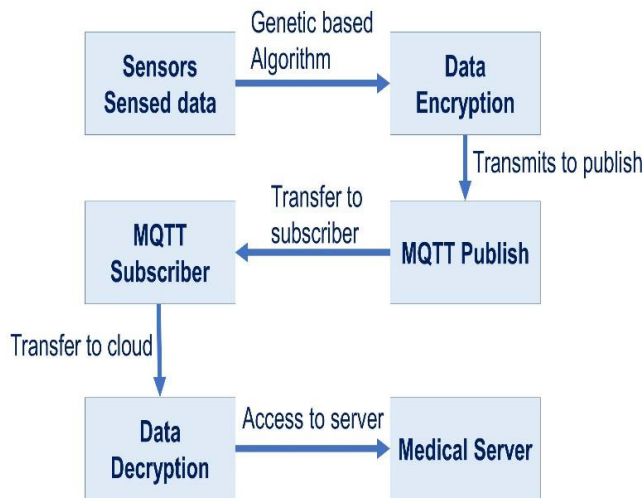 Sensors
Sensed data
Genetic based
Algorithm
Data
Encryption
Transmits to publish
MQTT Publish
Transfer to
subscriber
MQTT
Subscriber
Transfer to cloud
Data
Decryption
Access to server
Medical Server